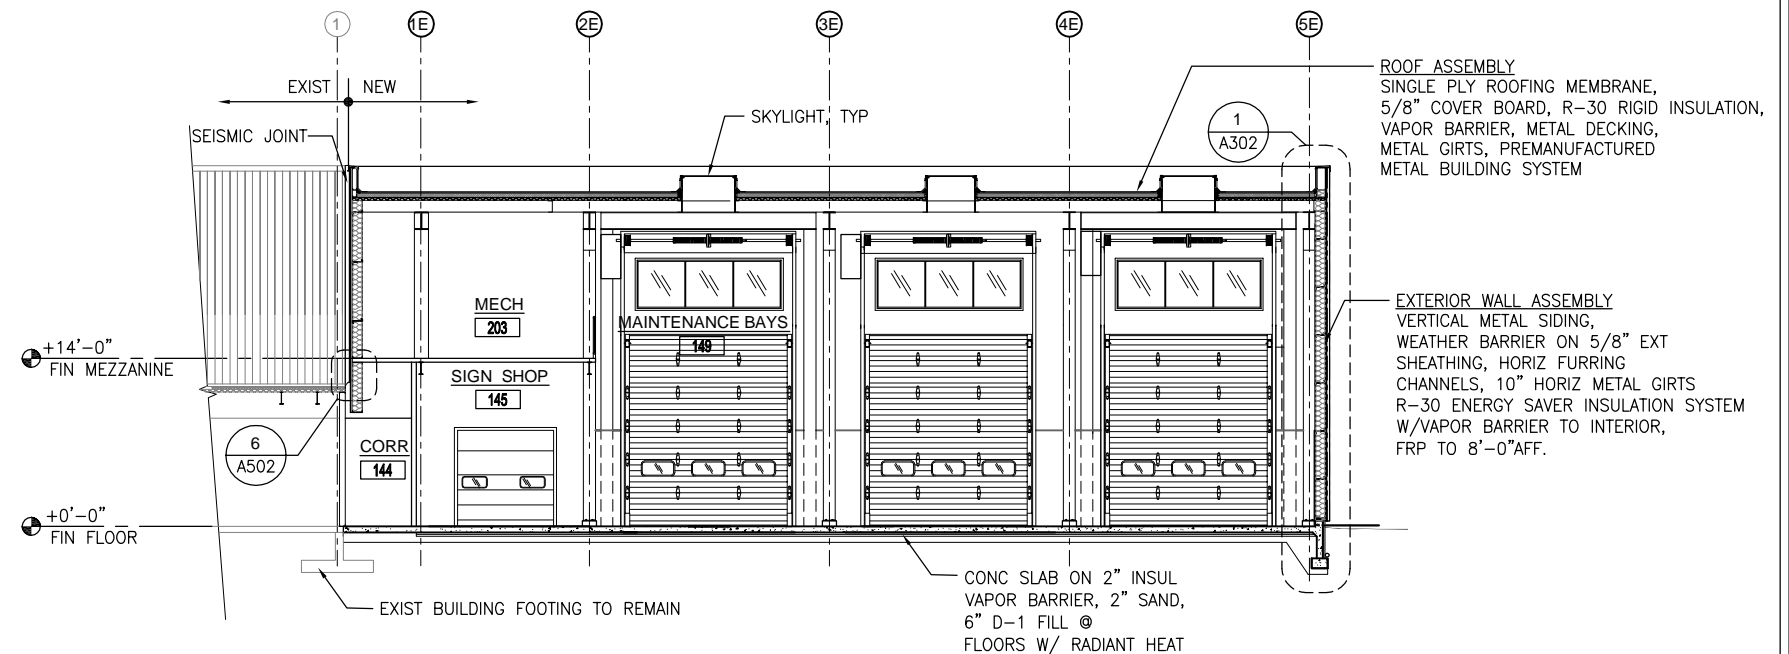 1
1E
2E
3E
4E
5E
EXIST
NEW
SEISMIC JOINT
SKYLIGHT, TYP
1
A302
ROOF ASSEMBLY
SINGLE PLY ROOFING MEMBRANE,
5/8" COVER BOARD, R-30 RIGID INSULATION,
VAPOR BARRIER, METAL DECKING,
METAL GIRTS, PREMANUFACTURED
METAL BUILDING SYSTEM
MECH
203
MAINTENANCE BAYS
149
EXTERIOR WALL ASSEMBLY
VERTICAL METAL SIDING,
WEATHER BARRIER ON 5/8" EXT
SHEATHING, HORIZ FURRING
CHANNELS, 10" HORIZ METAL GIRTS
R-30 ENERGY SAVER INSULATION SYSTEM
W/VAPOR BARRIER TO INTERIOR,
FRP TO 8'-0"AFF.
+14'-0"
FIN MEZZANINE
SIGN SHOP
145
6
A502
CORR
144
+0'-0"
FIN FLOOR
EXIST BUILDING FOOTING TO REMAIN
CONC SLAB ON 2" INSUL
VAPOR BARRIER, 2" SAND,
6" D-1 FILL @
FLOORS W/ RADIANT HEAT